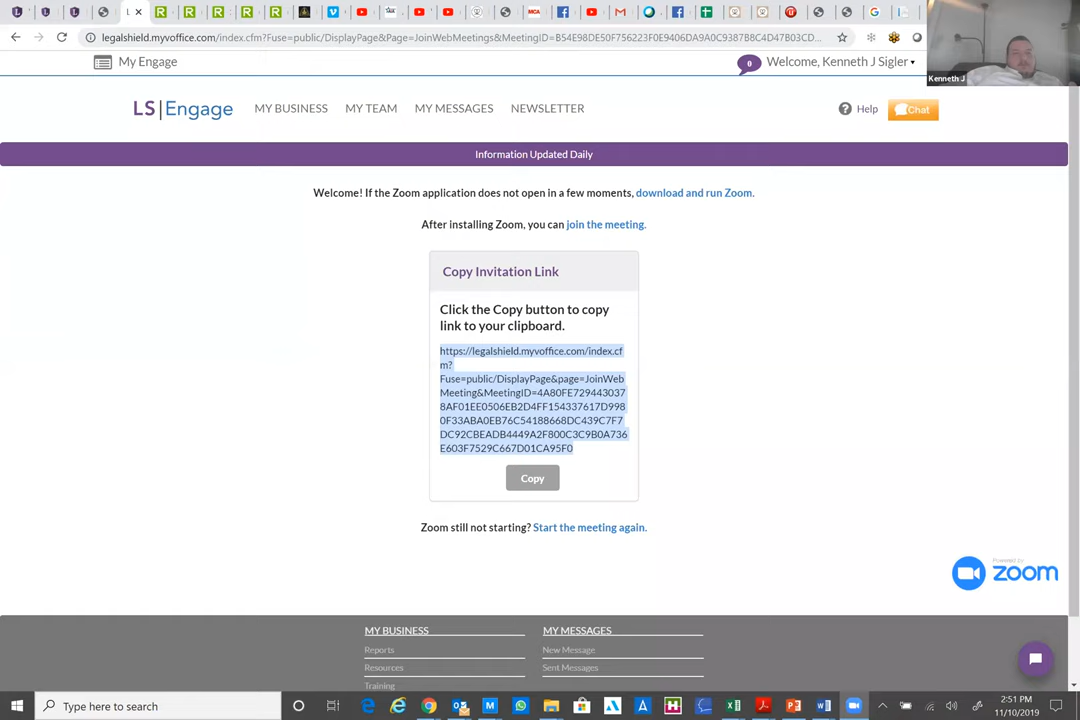 legalshield.myvoffice.com/index.cfm?Fuse=public/DisplayPage&Page=JoinWebMeetings&MeetingID=B54E98DE50F756223F0E9406DA9A0C9387B8C4D47B03CD...
My Engage
0
Welcome, Kenneth J Sigler
Kenneth J
LS|Engage
MY BUSINESS
MY TEAM
MY MESSAGES
NEWSLETTER
Help
Chat
Information Updated Daily
Welcome! If the Zoom application does not open in a few moments, download and run Zoom.
After installing Zoom, you can join the meeting.
Copy Invitation Link
Click the Copy button to copy
link to your clipboard.
https://legalshield.myvoffice.com/index.cf
m?
Fuse=public/DisplayPage&page=JoinWeb
Meeting&MeetingID=4A80FE729443037
8AF01EE0506EB2D4FF154337617D998
0F33ABA0EB76C54188668DC439C7F7
DC92CBEADB4449A2F800C3C9B0A736
E603F7529C667D01CA95F0
Copy
Zoom still not starting? Start the meeting again.
Powered by
zoom
MY BUSINESS
MY MESSAGES
Reports
New Message
Resources
Sent Messages
Training
Type here to search
2:51 PM
11/10/2019